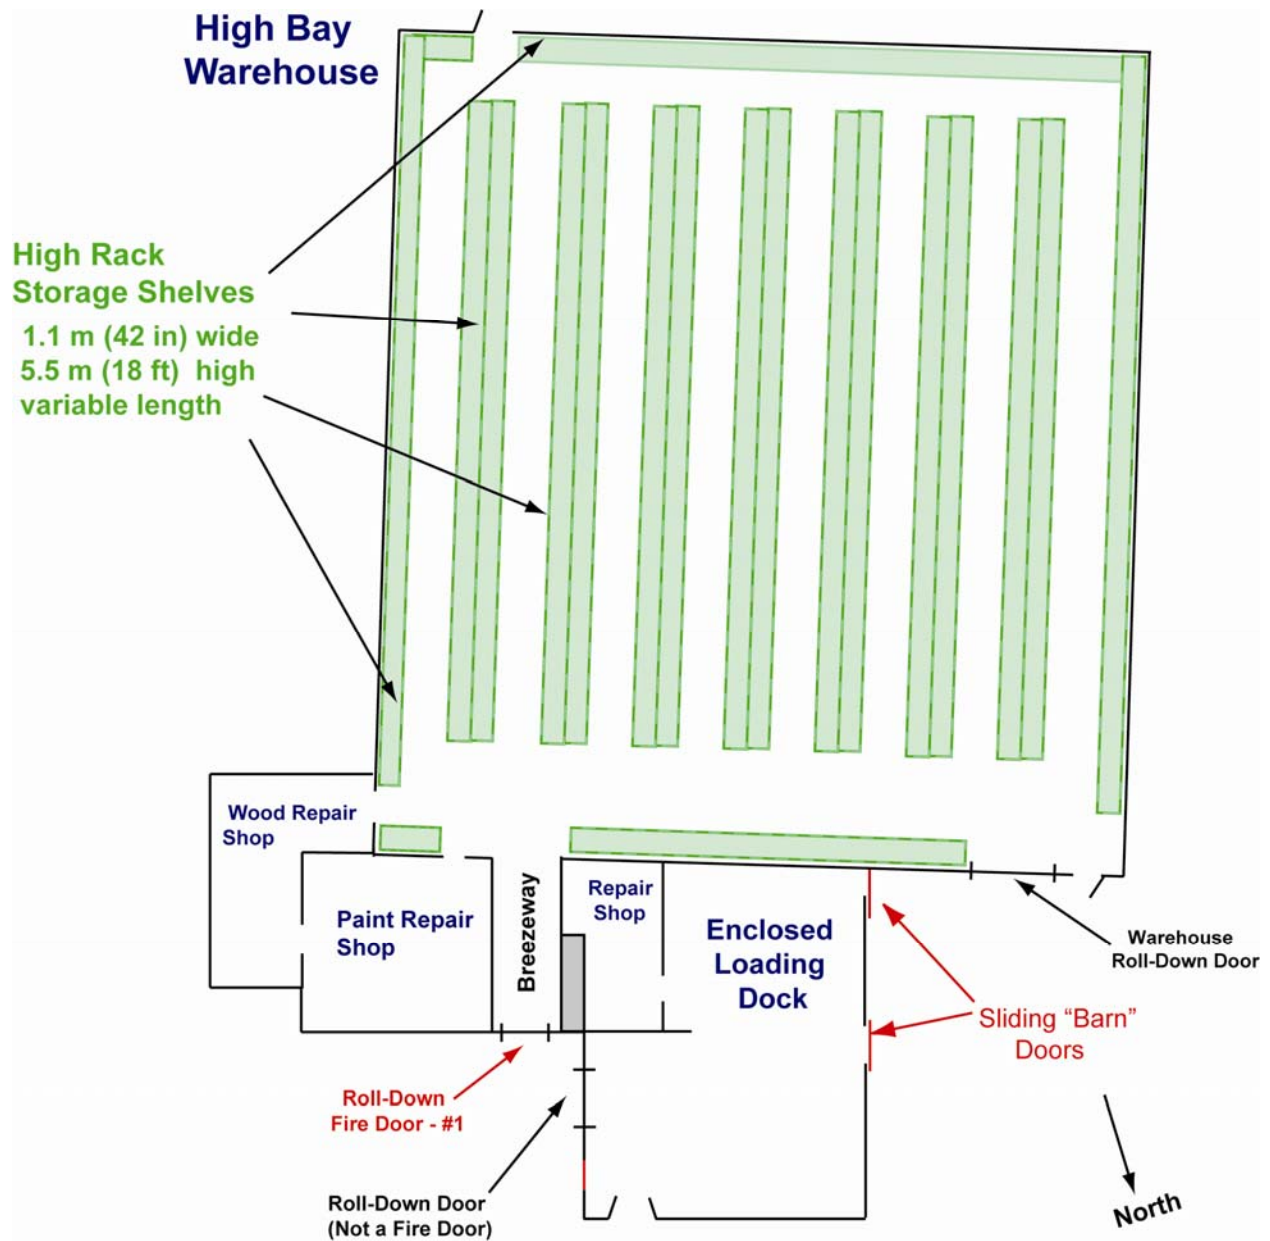 High Bay
Warehouse
High Rack
Storage Shelves
1.1 m (42 in) wide
5.5 m (18 ft) high
variable length
Wood Repair
Shop
Paint Repair
Shop
Breezeway
Repair
Shop
Enclosed
Loading
Dock
Warehouse
Roll-Down Door
Sliding “Barn”
Doors
Roll-Down
Fire Door - #1
Roll-Down Door
(Not a Fire Door)
North